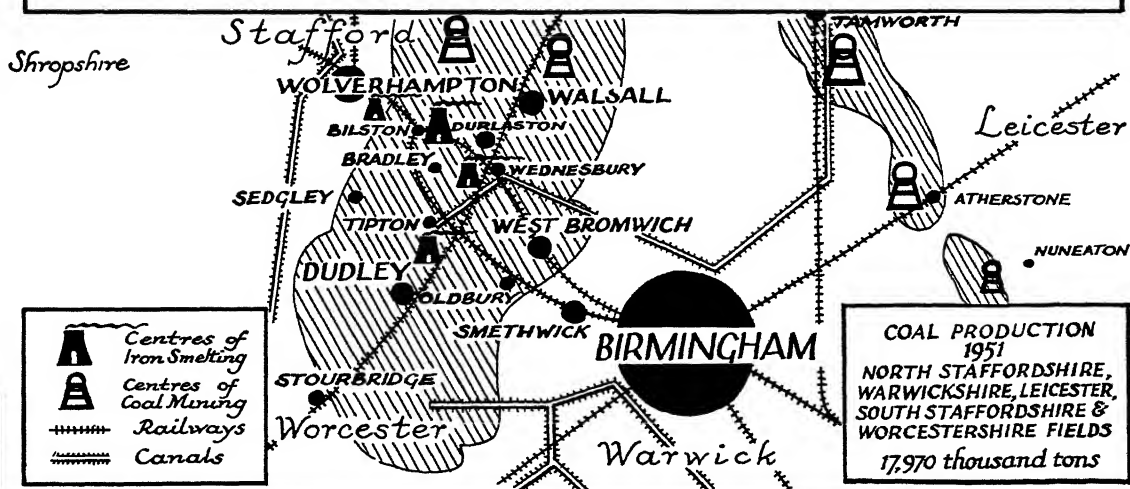 TAMWORTH
Stafford
Shropshire
WOLVERHAMPTON
WALSALL
BILSTON
DURLASTON
Leicester
BRADLEY
WEDNESBURY
SEDGLEY
ATHERSTONE
TIPTON
WEST BROMWICH
NUNEATON
DUDLEY
OLDBURY
SMETHWICK
BIRMINGHAM
STOURBRIDGE
Worcester
Warwick
Centres of
Iron Smelting
Centres of
Coal Mining
Railways
Canals
COAL PRODUCTION
1951
NORTH STAFFORDSHIRE,
WARWICKSHIRE, LEICESTER,
SOUTH STAFFORDSHIRE &
WORCESTERSHIRE FIELDS
17,970 thousand tons